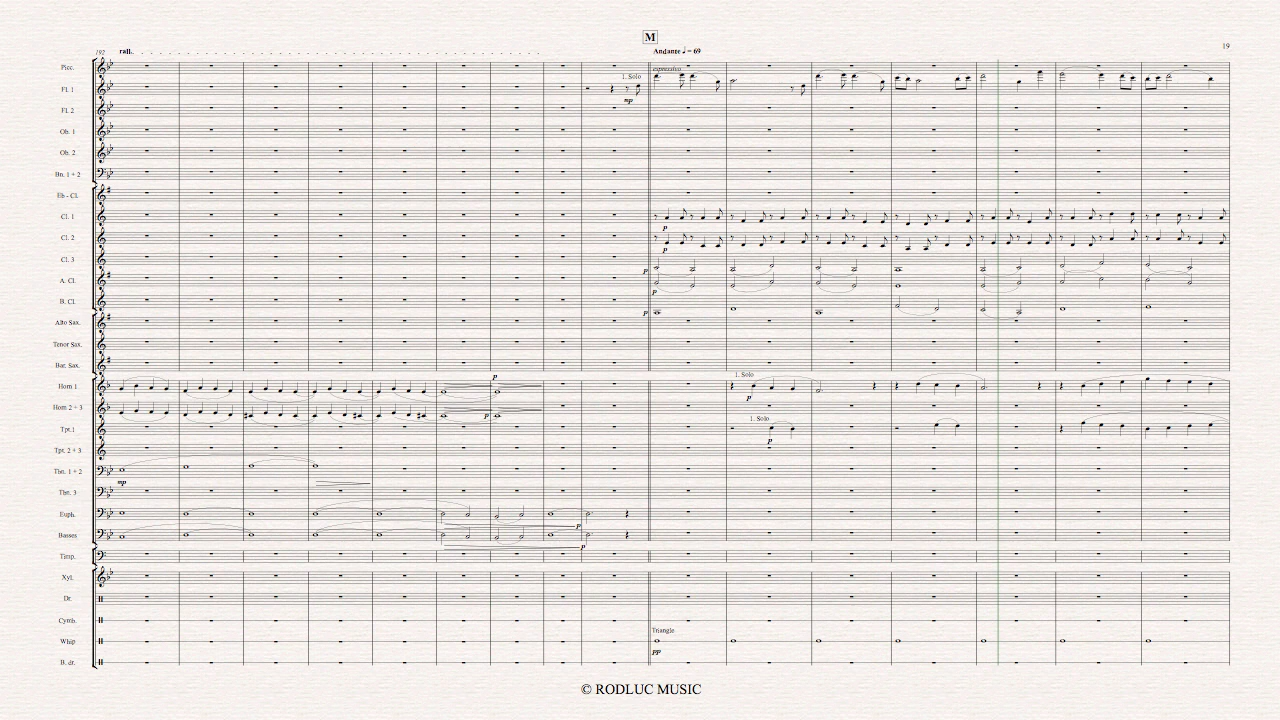 M
19
192
rall.
Andante ♩ = 69
Picc.
espressivo
1. Solo
Fl. 1
mp
Fl. 2
Ob. 1
Ob. 2
Bn. 1 + 2
Eb - Cl.
Cl. 1
p
Cl. 2
p
Cl. 3
p
A. Cl.
p
B. Cl.
p
Alto Sax.
Tenor Sax.
Bar. Sax.
p
1. Solo
Horn 1
p
Horn 2 + 3
p
1. Solo
Tpt.1
p
Tpt. 2 + 3
Tbn. 1 + 2
mp
Tbn. 3
Euph.
p
Basses
p
Timp.
Xyl.
Dr.
Cymb.
Triangle
Whip
pp
B. dr.
© RODLUC MUSIC